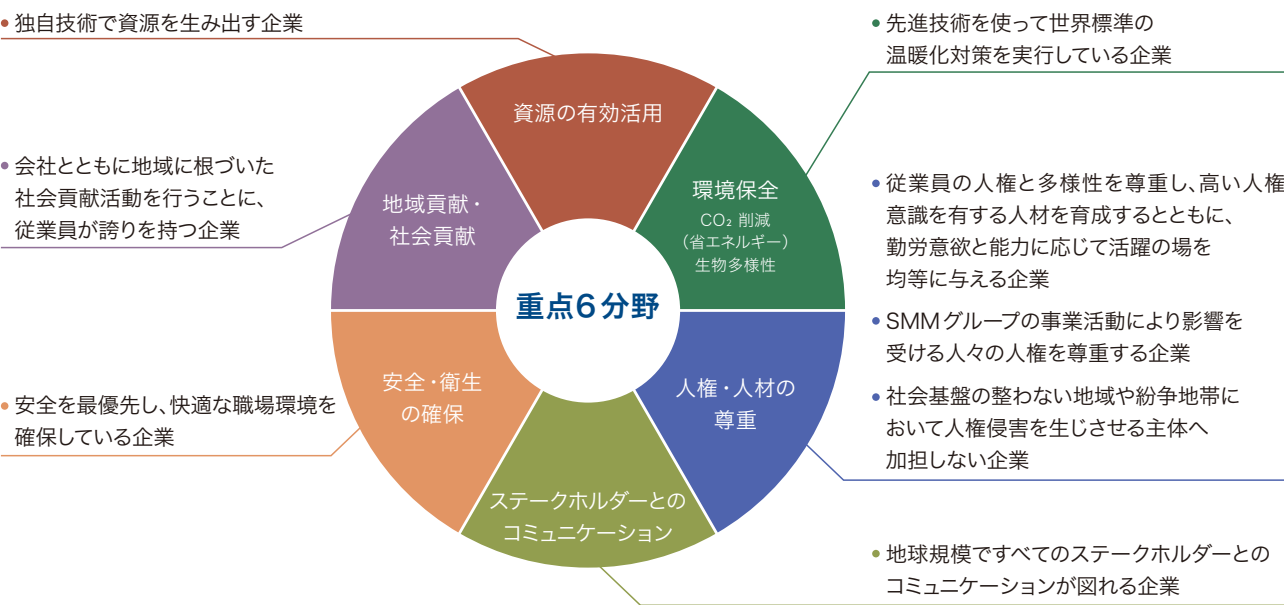 • 独自技術で資源を生み出す企業
• 先進技術を使って世界標準の
温暖化対策を実行している企業
資源の有効活用
• 会社とともに地域に根づいた
社会貢献活動を行うことに、
従業員が誇りを持つ企業
地域貢献・
社会貢献
環境保全
CO₂ 削減
（省エネルギー）
生物多様性
• 従業員の人権と多様性を尊重し、高い人権
意識を有する人材を育成するとともに、
勤労意欲と能力に応じて活躍の場を
均等に与える企業
重点6分野
• SMMグループの事業活動により影響を
受ける人々の人権を尊重する企業
• 安全を最優先し、快適な職場環境を
確保している企業
安全・衛生
の確保
人権・人材の
尊重
• 社会基盤の整わない地域や紛争地帯に
おいて人権侵害を生じさせる主体へ
加担しない企業
ステークホルダーとの
コミュニケーション
• 地球規模ですべてのステークホルダーとの
コミュニケーションが図れる企業